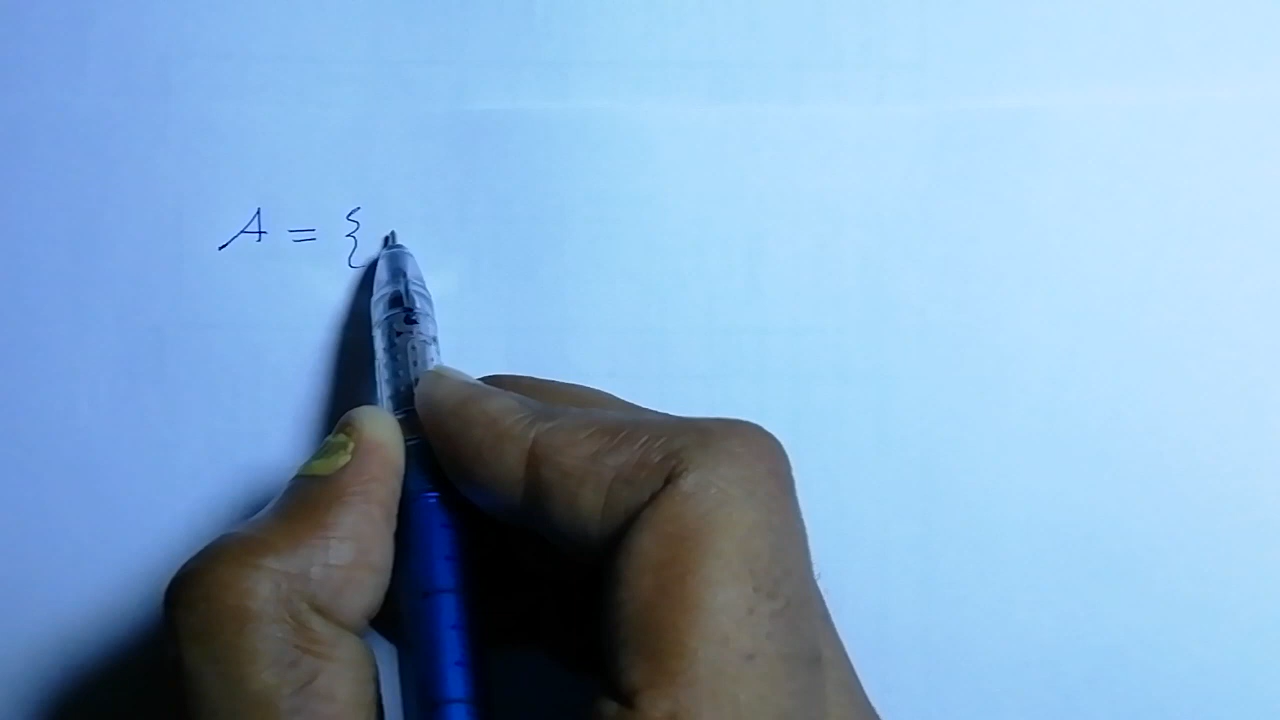 A = {